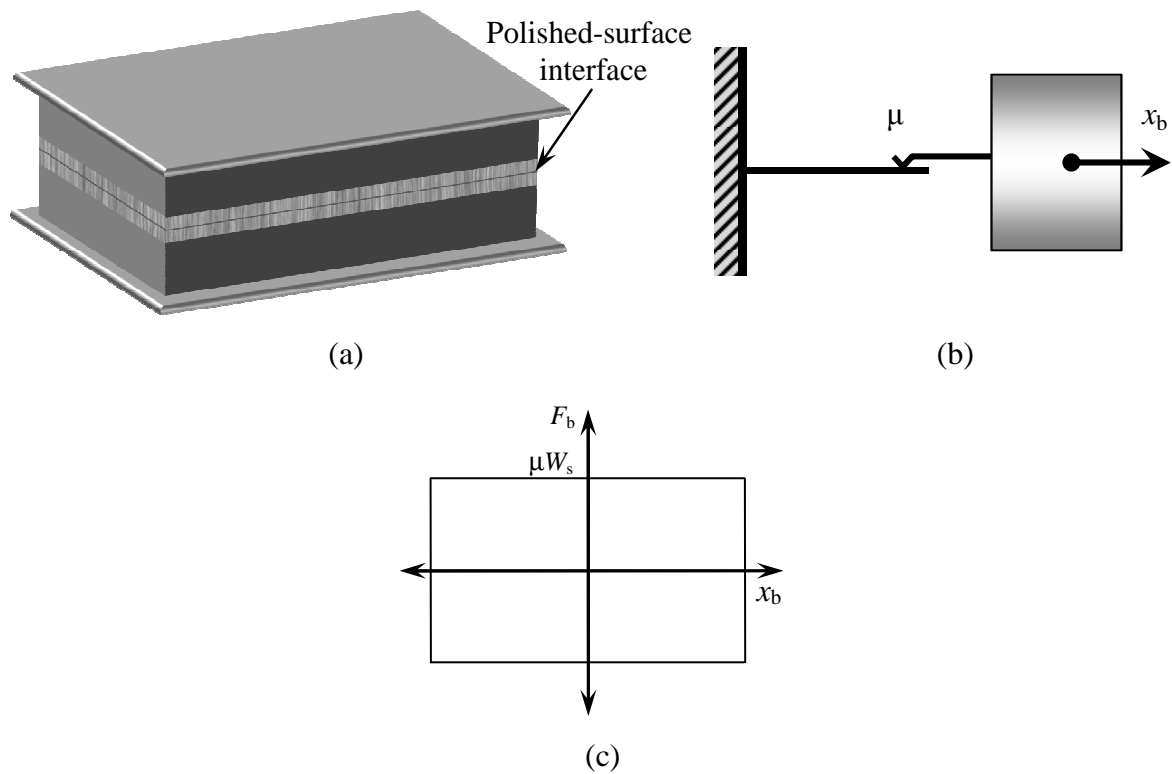 Polished-surface
interface
μ
x_b
(a)
(b)
F_b
μW_s
x_b
(c)